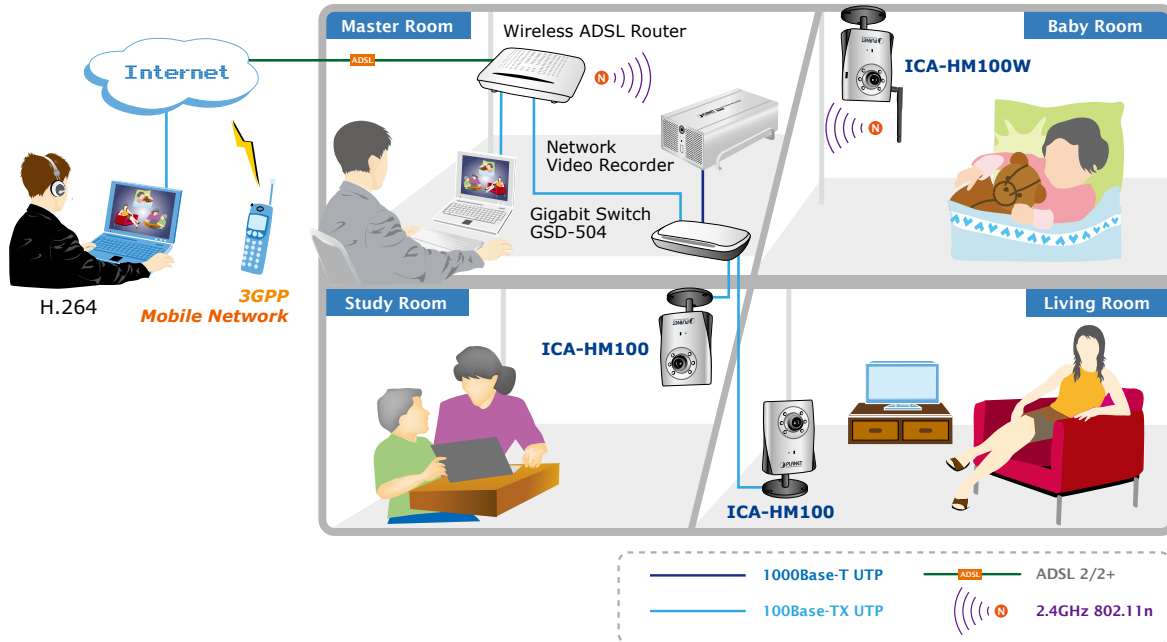 Master Room
Wireless ADSL Router
Baby Room
Internet
ADSL
N
ICA-HM100W
N
Network
Video Recorder
Gigabit Switch
GSD-504
H.264
3GPP
Mobile Network
Study Room
Living Room
ICA-HM100
PLANET
ICA-HM100
1000Base-T UTP
ADSL
ADSL 2/2+
100Base-TX UTP
N
2.4GHz 802.11n